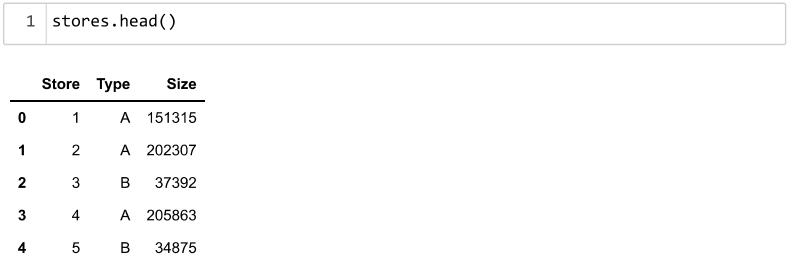 1 stores.head()
Store Type Size
0 1 A 151315
1 2 A 202307
2 3 B 37392
3 4 A 205863
4 5 B 34875